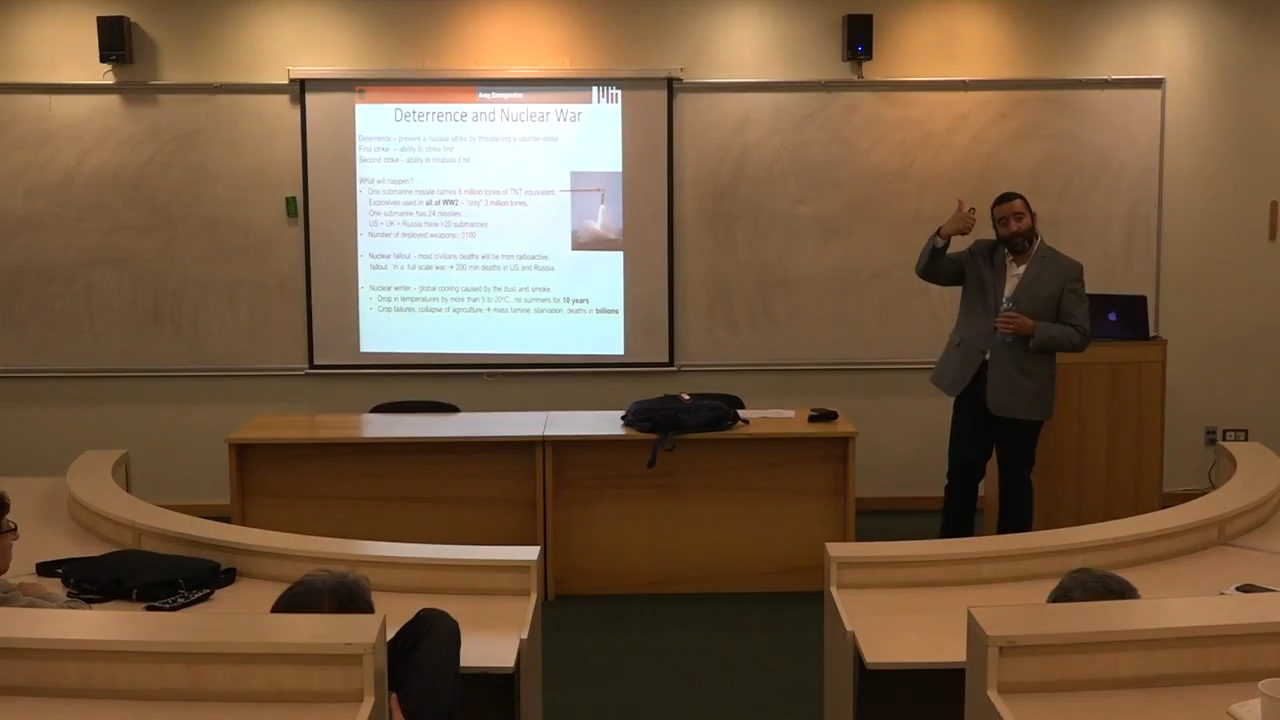 Areg Danagoulian
MIT
Deterrence and Nuclear War
Deterrence – prevent a nuclear strike by threatening a counter-strike
First strike – ability to strike first
Second strike – ability to retaliate if hit
What will happen?
• One submarine missile carries 6 million tones of TNT equivalent.
Explosives used in all of WW2 – "only" 3 million tones.
One submarine has 24 missiles.
US + UK + Russia have >20 submarines
• Number of deployed weapons: 3100
• Nuclear fallout – most civilians deaths will be from radioactive
fallout. In a full scale war → 200 mln deaths in US and Russia.
• Nuclear winter – global cooling caused by the dust and smoke
• Drop in temperatures by more than 5 to 20°C: no summers for 10 years
• Crop failures, collapse of agriculture → mass famine, starvation, deaths in billions